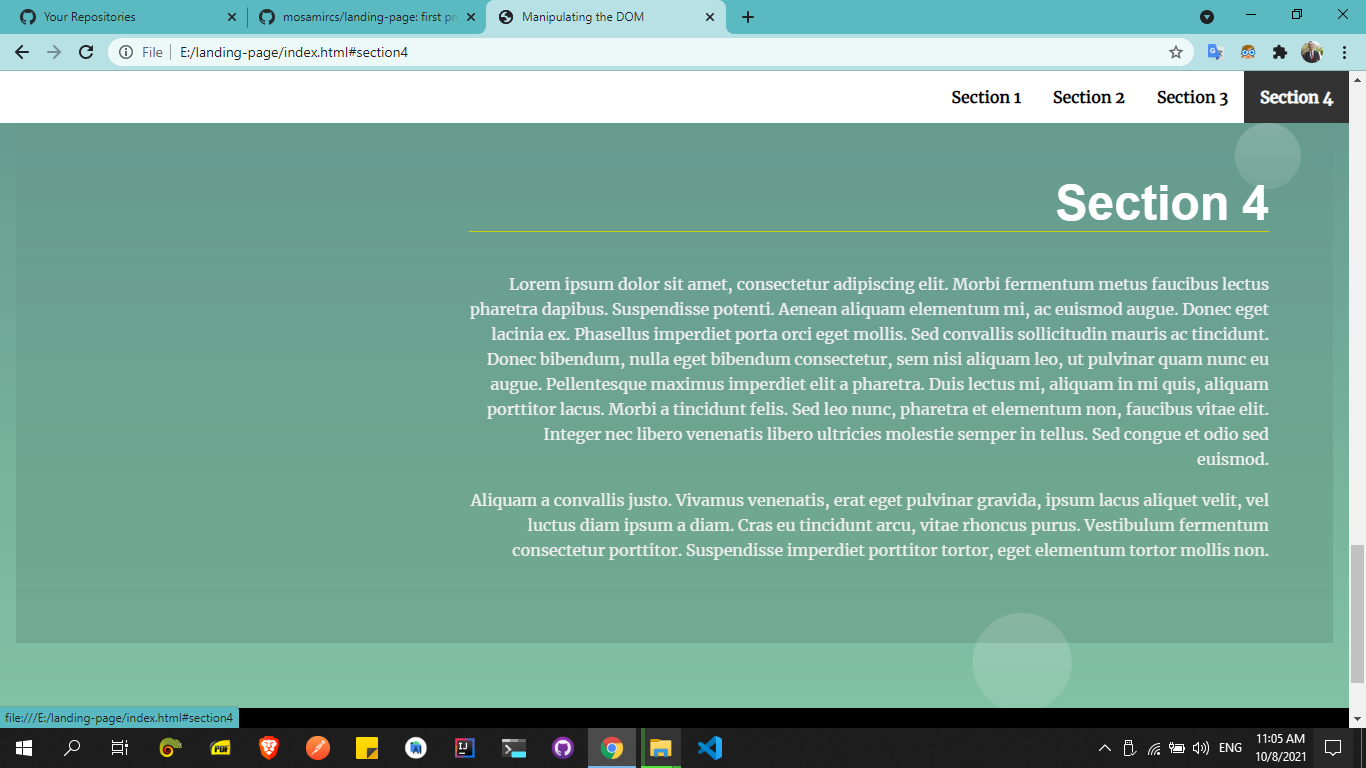 Your Repositories
mosamircs/landing-page: first pr
Manipulating the DOM
File
E:/landing-page/index.html#section4
Section 1
Section 2
Section 3
Section 4
Section 4
Lorem ipsum dolor sit amet, consectetur adipiscing elit. Morbi fermentum metus faucibus lectus
pharetra dapibus. Suspendisse potenti. Aenean aliquam elementum mi, ac euismod augue. Donec eget
lacinia ex. Phasellus imperdiet porta orci eget mollis. Sed convallis sollicitudin mauris ac tincidunt.
Donec bibendum, nulla eget bibendum consectetur, sem nisi aliquam leo, ut pulvinar quam nunc eu
augue. Pellentesque maximus imperdiet elit a pharetra. Duis lectus mi, aliquam in mi quis, aliquam
porttitor lacus. Morbi a tincidunt felis. Sed leo nunc, pharetra et elementum non, faucibus vitae elit.
Integer nec libero venenatis libero ultricies molestie semper in tellus. Sed congue et odio sed
euismod.
Aliquam a convallis justo. Vivamus venenatis, erat eget pulvinar gravida, ipsum lacus aliquet velit, vel
luctus diam ipsum a diam. Cras eu tincidunt arcu, vitae rhoncus purus. Vestibulum fermentum
consectetur porttitor. Suspendisse imperdiet porttitor tortor, eget elementum tortor mollis non.
file:///E:/landing-page/index.html#section4
PDF
IJ
ENG
11:05 AM
10/8/2021